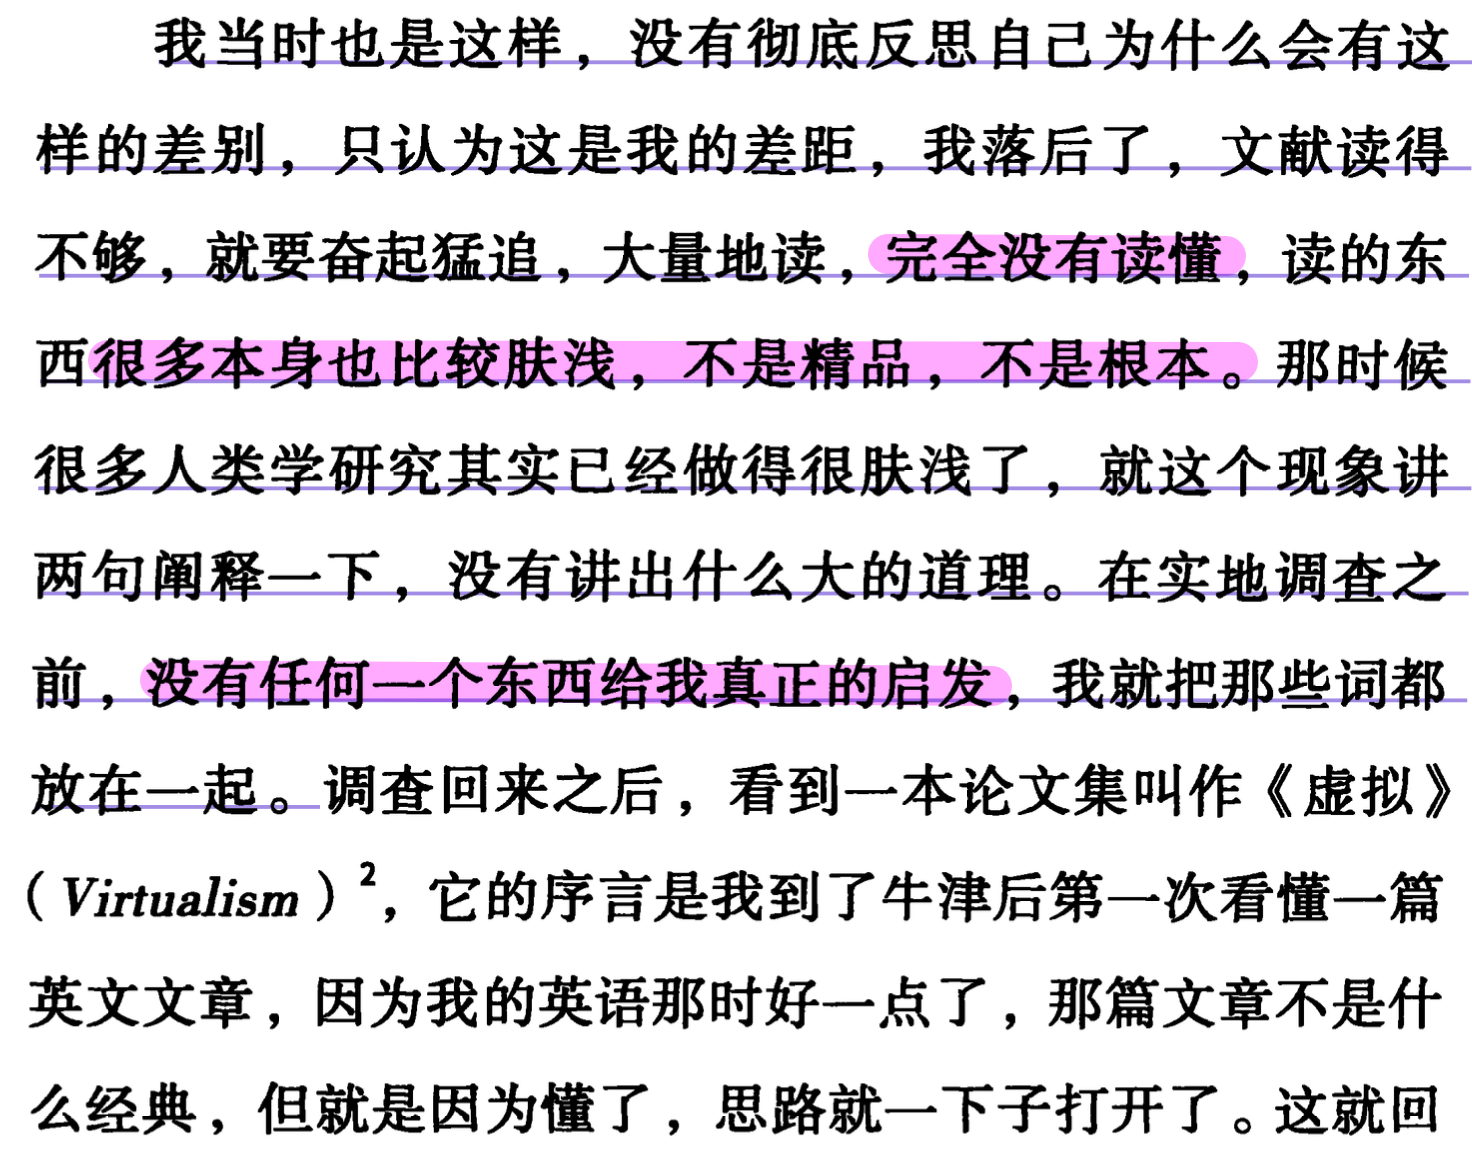 我当时也是这样，没有彻底反思自己为什么会有这
样的差别，只认为这是我的差距，我落后了，文献读得
不够，就要奋起猛追，大量地读，完全没有读懂，读的东
西很多本身也比较肤浅，不是精品，不是根本。那时候
很多人类学研究其实已经做得很肤浅了，就这个现象讲
两句阐释一下，没有讲出什么大的道理。在实地调查之
前，没有任何一个东西给我真正的启发，我就把那些词都
放在一起。调查回来之后，看到一本论文集叫作《虚拟》
（Virtualism）²，它的序言是我到了牛津后第一次看懂一篇
英文文章，因为我的英语那时好一点了，那篇文章不是什
么经典，但就是因为懂了，思路就一下子打开了。这就回